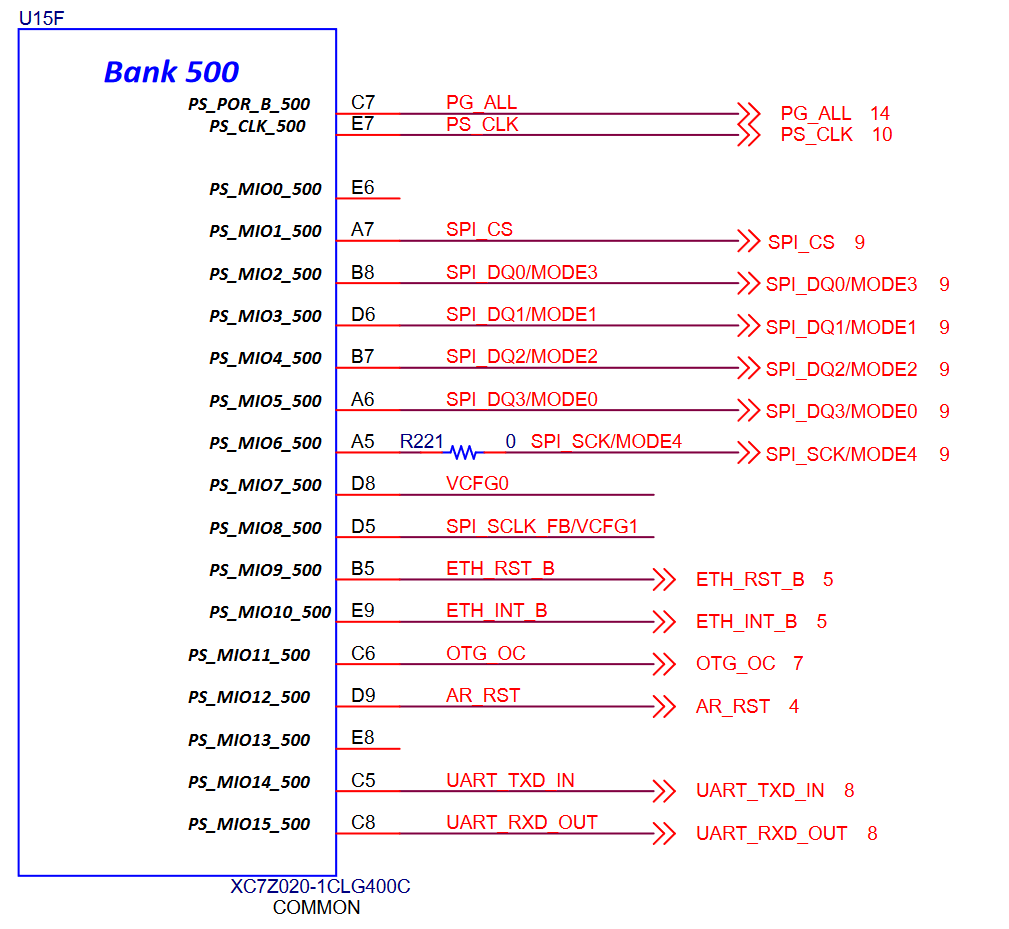 U15F
Bank 500
PS_POR_B_500 C7 PG_ALL PG_ALL 14
PS_CLK_500 E7 PS_CLK PS_CLK 10
PS_MIO0_500 E6
PS_MIO1_500 A7 SPI_CS SPI_CS 9
PS_MIO2_500 B8 SPI_DQ0/MODE3 SPI_DQ0/MODE3 9
PS_MIO3_500 D6 SPI_DQ1/MODE1 SPI_DQ1/MODE1 9
PS_MIO4_500 B7 SPI_DQ2/MODE2 SPI_DQ2/MODE2 9
PS_MIO5_500 A6 SPI_DQ3/MODE0 SPI_DQ3/MODE0 9
PS_MIO6_500 A5 R221 0 SPI_SCK/MODE4 SPI_SCK/MODE4 9
PS_MIO7_500 D8 VCFG0
PS_MIO8_500 D5 SPI_SCLK_FB/VCFG1
PS_MIO9_500 B5 ETH_RST_B ETH_RST_B 5
PS_MIO10_500 E9 ETH_INT_B ETH_INT_B 5
PS_MIO11_500 C6 OTG_OC OTG_OC 7
PS_MIO12_500 D9 AR_RST AR_RST 4
PS_MIO13_500 E8
PS_MIO14_500 C5 UART_TXD_IN UART_TXD_IN 8
PS_MIO15_500 C8 UART_RXD_OUT UART_RXD_OUT 8
XC7Z020-1CLG400C
COMMON